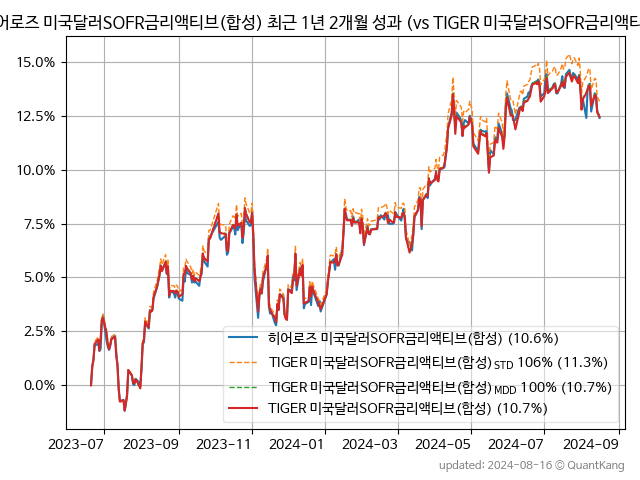 어로즈 미국달러SOFR금리액티브(합성) 최근 1년 2개월 성과 (vs TIGER 미국달러SOFR금리액티
15.0%
12.5%
10.0%
7.5%
5.0%
2.5%
0.0%
히어로즈 미국달러SOFR금리액티브(합성) (10.6%)
TIGER 미국달러SOFR금리액티브(합성)STD 106% (11.3%)
TIGER 미국달러SOFR금리액티브(합성)MDD 100% (10.7%)
TIGER 미국달러SOFR금리액티브(합성) (10.7%)
2023-07 2023-09 2023-11 2024-01 2024-03 2024-05 2024-07 2024-09
updated: 2024-08-16 © QuantKang